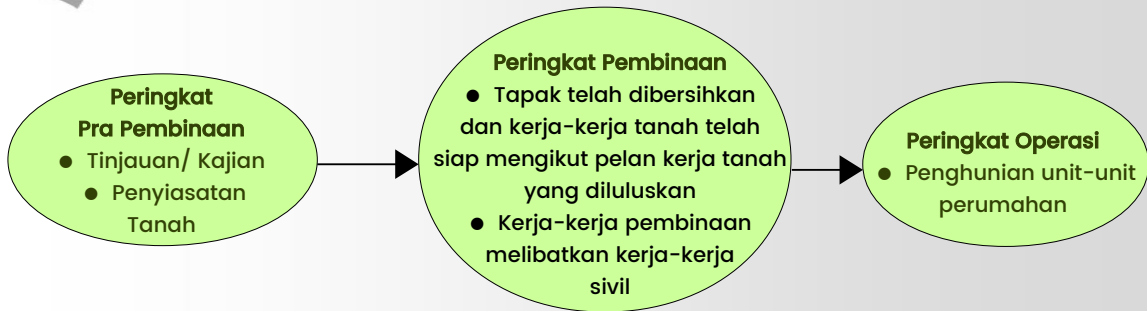 Peringkat
Pra Pembinaan
● Tinjauan/ Kajian
● Penyiasatan
Tanah
Peringkat Pembinaan
● Tapak telah dibersihkan
dan kerja-kerja tanah telah
siap mengikut pelan kerja tanah
yang diluluskan
● Kerja-kerja pembinaan
melibatkan kerja-kerja
sivil
Peringkat Operasi
● Penghunian unit-unit
perumahan